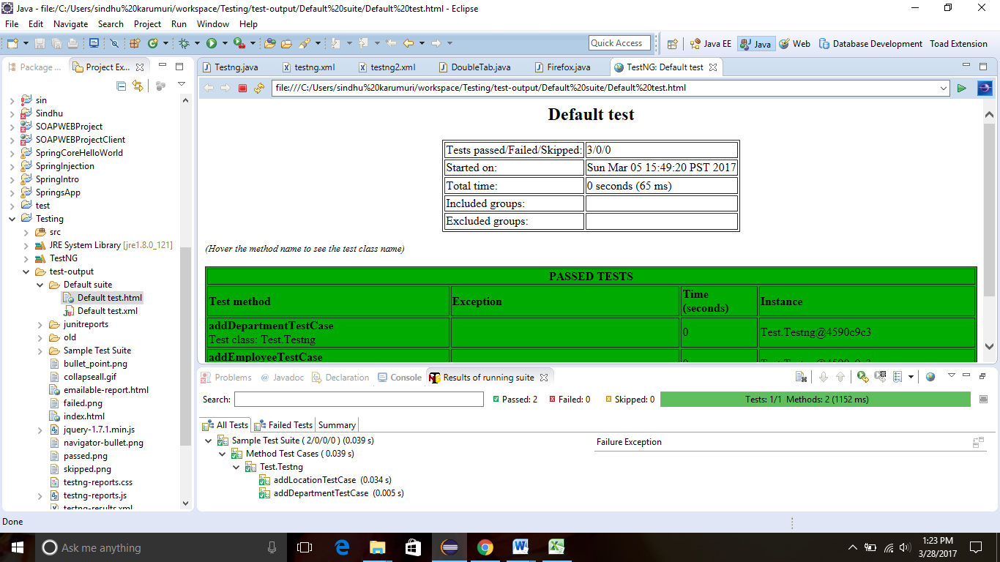 Java - file:/C:/Users/sindhu%20karumuri/workspace/Testing/test-output/Default%20suite/Default%20test.html - Eclipse
File Edit Navigate Search Project Run Window Help
Quick Access
Java EE
Java
Web
Database Development
Toad Extension
Package ...
Project Ex...
sin
Sindhu
SOAPWEBProject
SOAPWEBProjectClient
SpringCoreHelloWorld
SpringInjection
SpringIntro
SpringsApp
test
Testing
src
JRE System Library [jre1.8.0_121]
TestNG
test-output
Default suite
Default test.html
Default test.xml
junitreports
old
Sample Test Suite
bullet_point.png
collapseall.gif
emailable-report.html
failed.png
index.html
jquery-1.7.1.min.js
navigator-bullet.png
passed.png
skipped.png
testng-reports.css
testng-reports.js
testng-results.xml
Testng.java
testng.xml
testng2.xml
DoubleTab.java
Firefox.java
TestNG: Default test
file:///C:/Users/sindhu%20karumuri/workspace/Testing/test-output/Default%20suite/Default%20test.html
Default test
Tests passed/Failed/Skipped: 3/0/0
Started on: Sun Mar 05 15:49:20 PST 2017
Total time: 0 seconds (65 ms)
Included groups:
Excluded groups:
(Hover the method name to see the test class name)
PASSED TESTS
Test method Exception Time (seconds) Instance
addDepartmentTestCase
Test class: Test.Testng
0 Test.Testng@4590c9c3
addEmployeeTestCase
0 Test.Testng@4590c9c3
Problems
@ Javadoc
Declaration
Console
Results of running suite
Search:
Passed: 2
Failed: 0
Skipped: 0
Tests: 1/1 Methods: 2 (1152 ms)
All Tests
Failed Tests
Summary
Sample Test Suite ( 2/0/0/0 ) (0.039 s)
Method Test Cases ( 0.039 s)
Test.Testng
addLocationTestCase (0.034 s)
addDepartmentTestCase (0.005 s)
Failure Exception
Done
Ask me anything
1:23 PM
3/28/2017